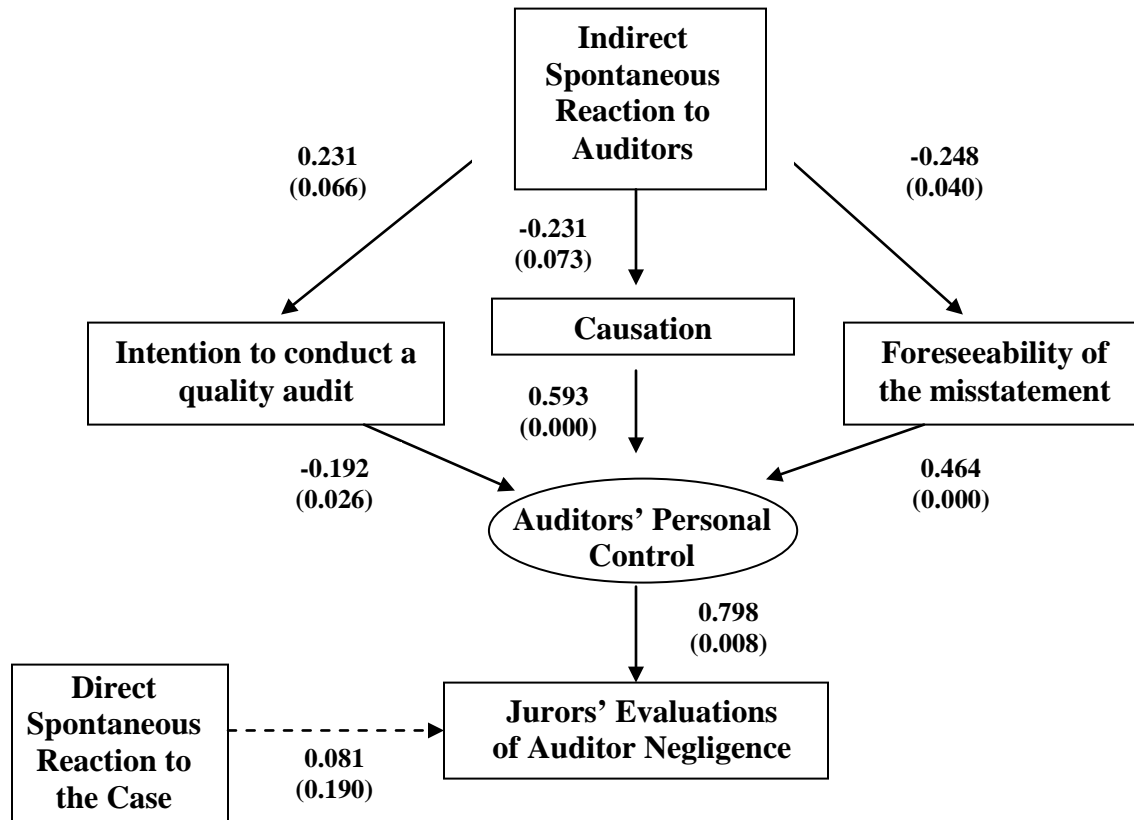 Indirect
Spontaneous
Reaction to
Auditors
0.231
(0.066)
-0.231
(0.073)
-0.248
(0.040)
Intention to conduct a
quality audit
Causation
Foreseeability of
the misstatement
-0.192
(0.026)
0.593
(0.000)
0.464
(0.000)
Auditors’ Personal
Control
0.798
(0.008)
Direct
Spontaneous
Reaction to
the Case
0.081
(0.190)
Jurors’ Evaluations
of Auditor Negligence